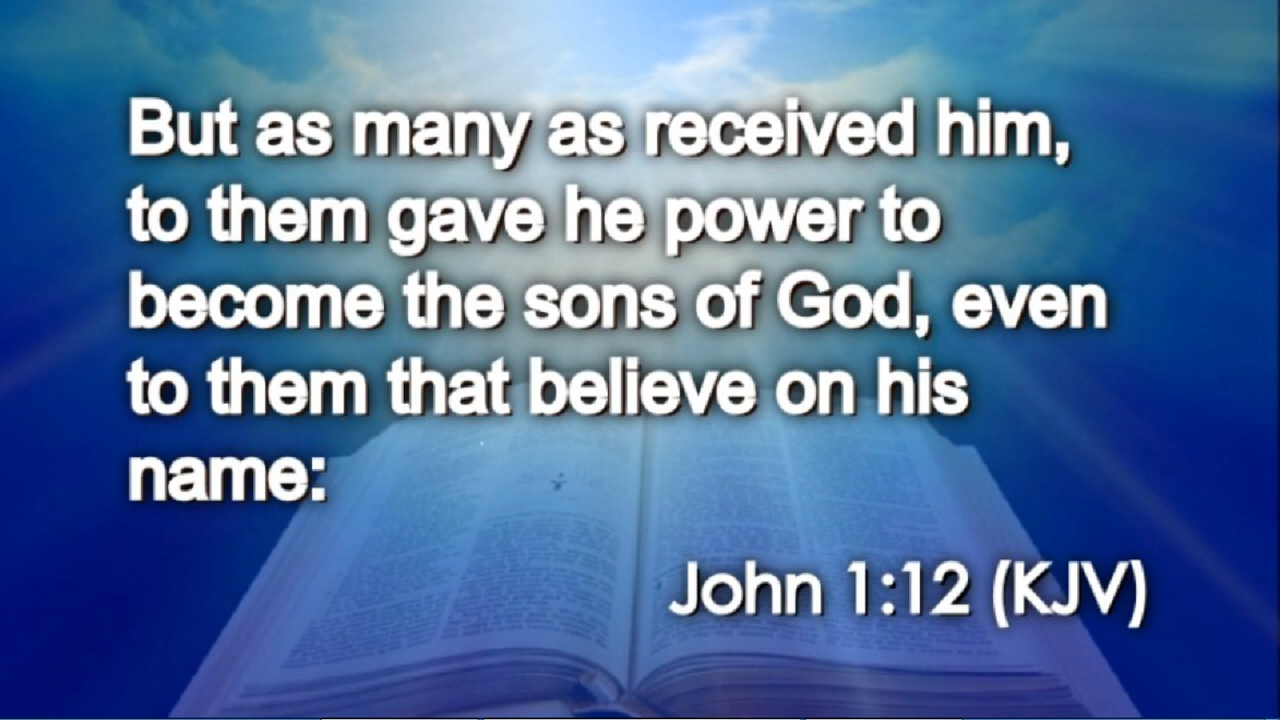 But as many as received him,
to them gave he power to
become the sons of God, even
to them that believe on his
name:
John 1:12 (KJV)